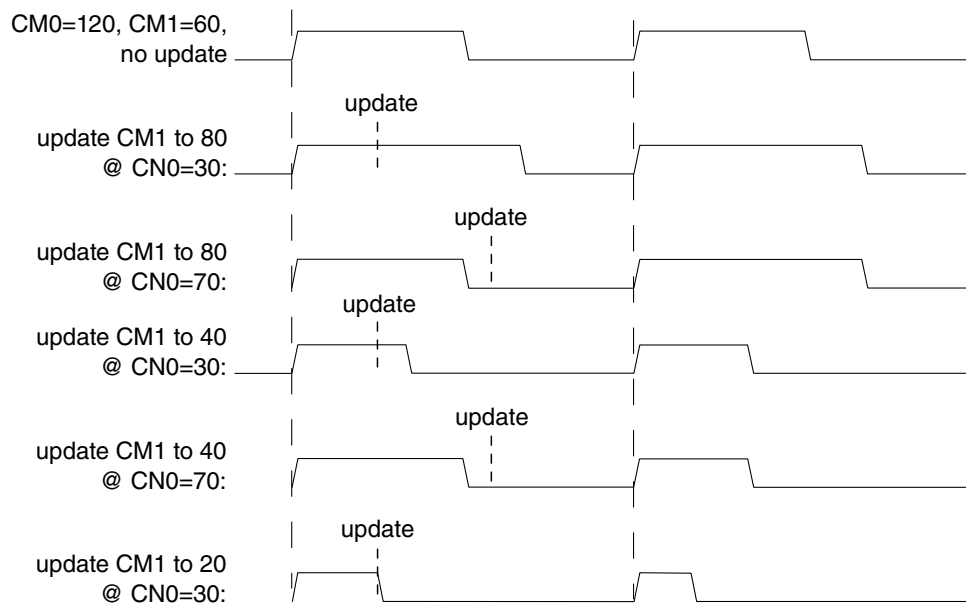 CM0=120, CM1=60,
no update
update
update CM1 to 80
@ CN0=30:
update
update CM1 to 80
@ CN0=70:
update
update CM1 to 40
@ CN0=30:
update
update CM1 to 40
@ CN0=70:
update
update CM1 to 20
@ CN0=30: